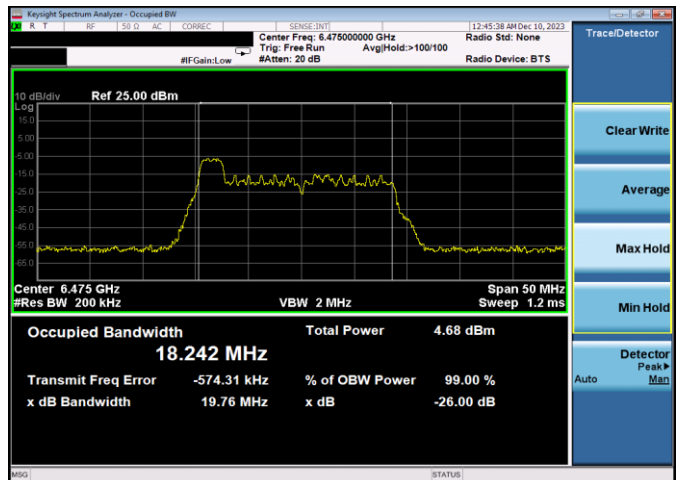 Keysight Spectrum Analyzer - Occupied BW
LXI R T RF 50 Ω AC CORREC SENSE:INT 12:45:38 AM Dec 10, 2023
Center Freq: 6.475000000 GHz Radio Std: None
Trig: Free Run Avg|Hold:>100/100
#IFGain:Low #Atten: 20 dB Radio Device: BTS
Trace/Detector
10 dB/div Ref 25.00 dBm
Log
15.0
5.00
-5.00
-15.0
-25.0
-35.0
-45.0
-55.0
-65.0
Center 6.475 GHz Span 50 MHz
#Res BW 200 kHz VBW 2 MHz Sweep 1.2 ms
Occupied Bandwidth Total Power 4.68 dBm
18.242 MHz
Transmit Freq Error -574.31 kHz % of OBW Power 99.00 %
x dB Bandwidth 19.76 MHz x dB -26.00 dB
Clear Write
Average
Max Hold
Min Hold
Detector
Peak▶
Auto Man
MSG STATUS